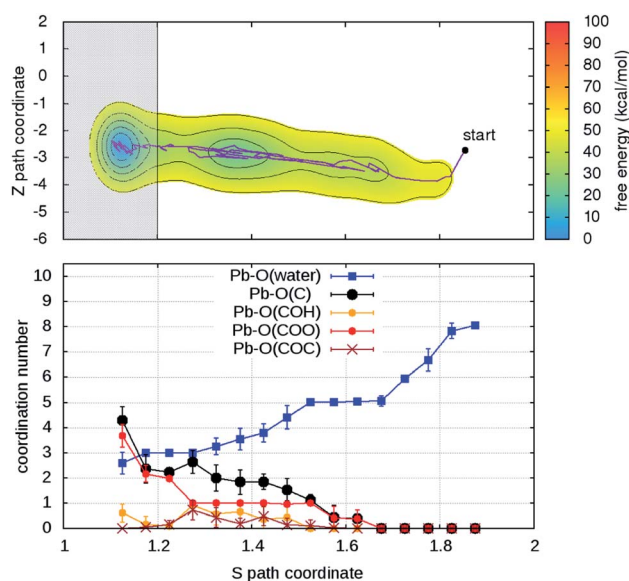 2
1
0
-1
-2
-3
-4
-5
-6
Z path coordinate
start
100
90
80
70
60
50
40
30
20
10
0
free energy (kcal/mol)
10
9
8
7
6
5
4
3
2
1
0
coordination number
Pb-O(water)
Pb-O(C)
Pb-O(COH)
Pb-O(COO)
Pb-O(COC)
1 1.2 1.4 1.6 1.8 2
S path coordinate